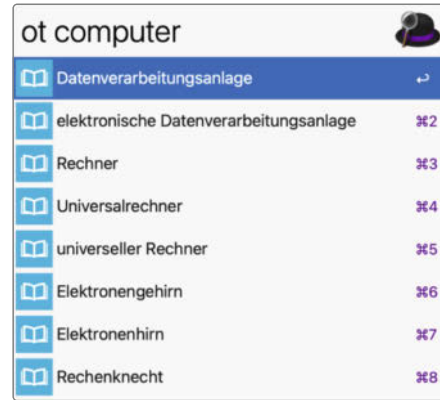 ot computer
Datenverarbeitungsanlage ↩
elektronische Datenverarbeitungsanlage ⌘2
Rechner ⌘3
Universalrechner ⌘4
universeller Rechner ⌘5
Elektronengehirn ⌘6
Elektronenhirn ⌘7
Rechenknecht ⌘8